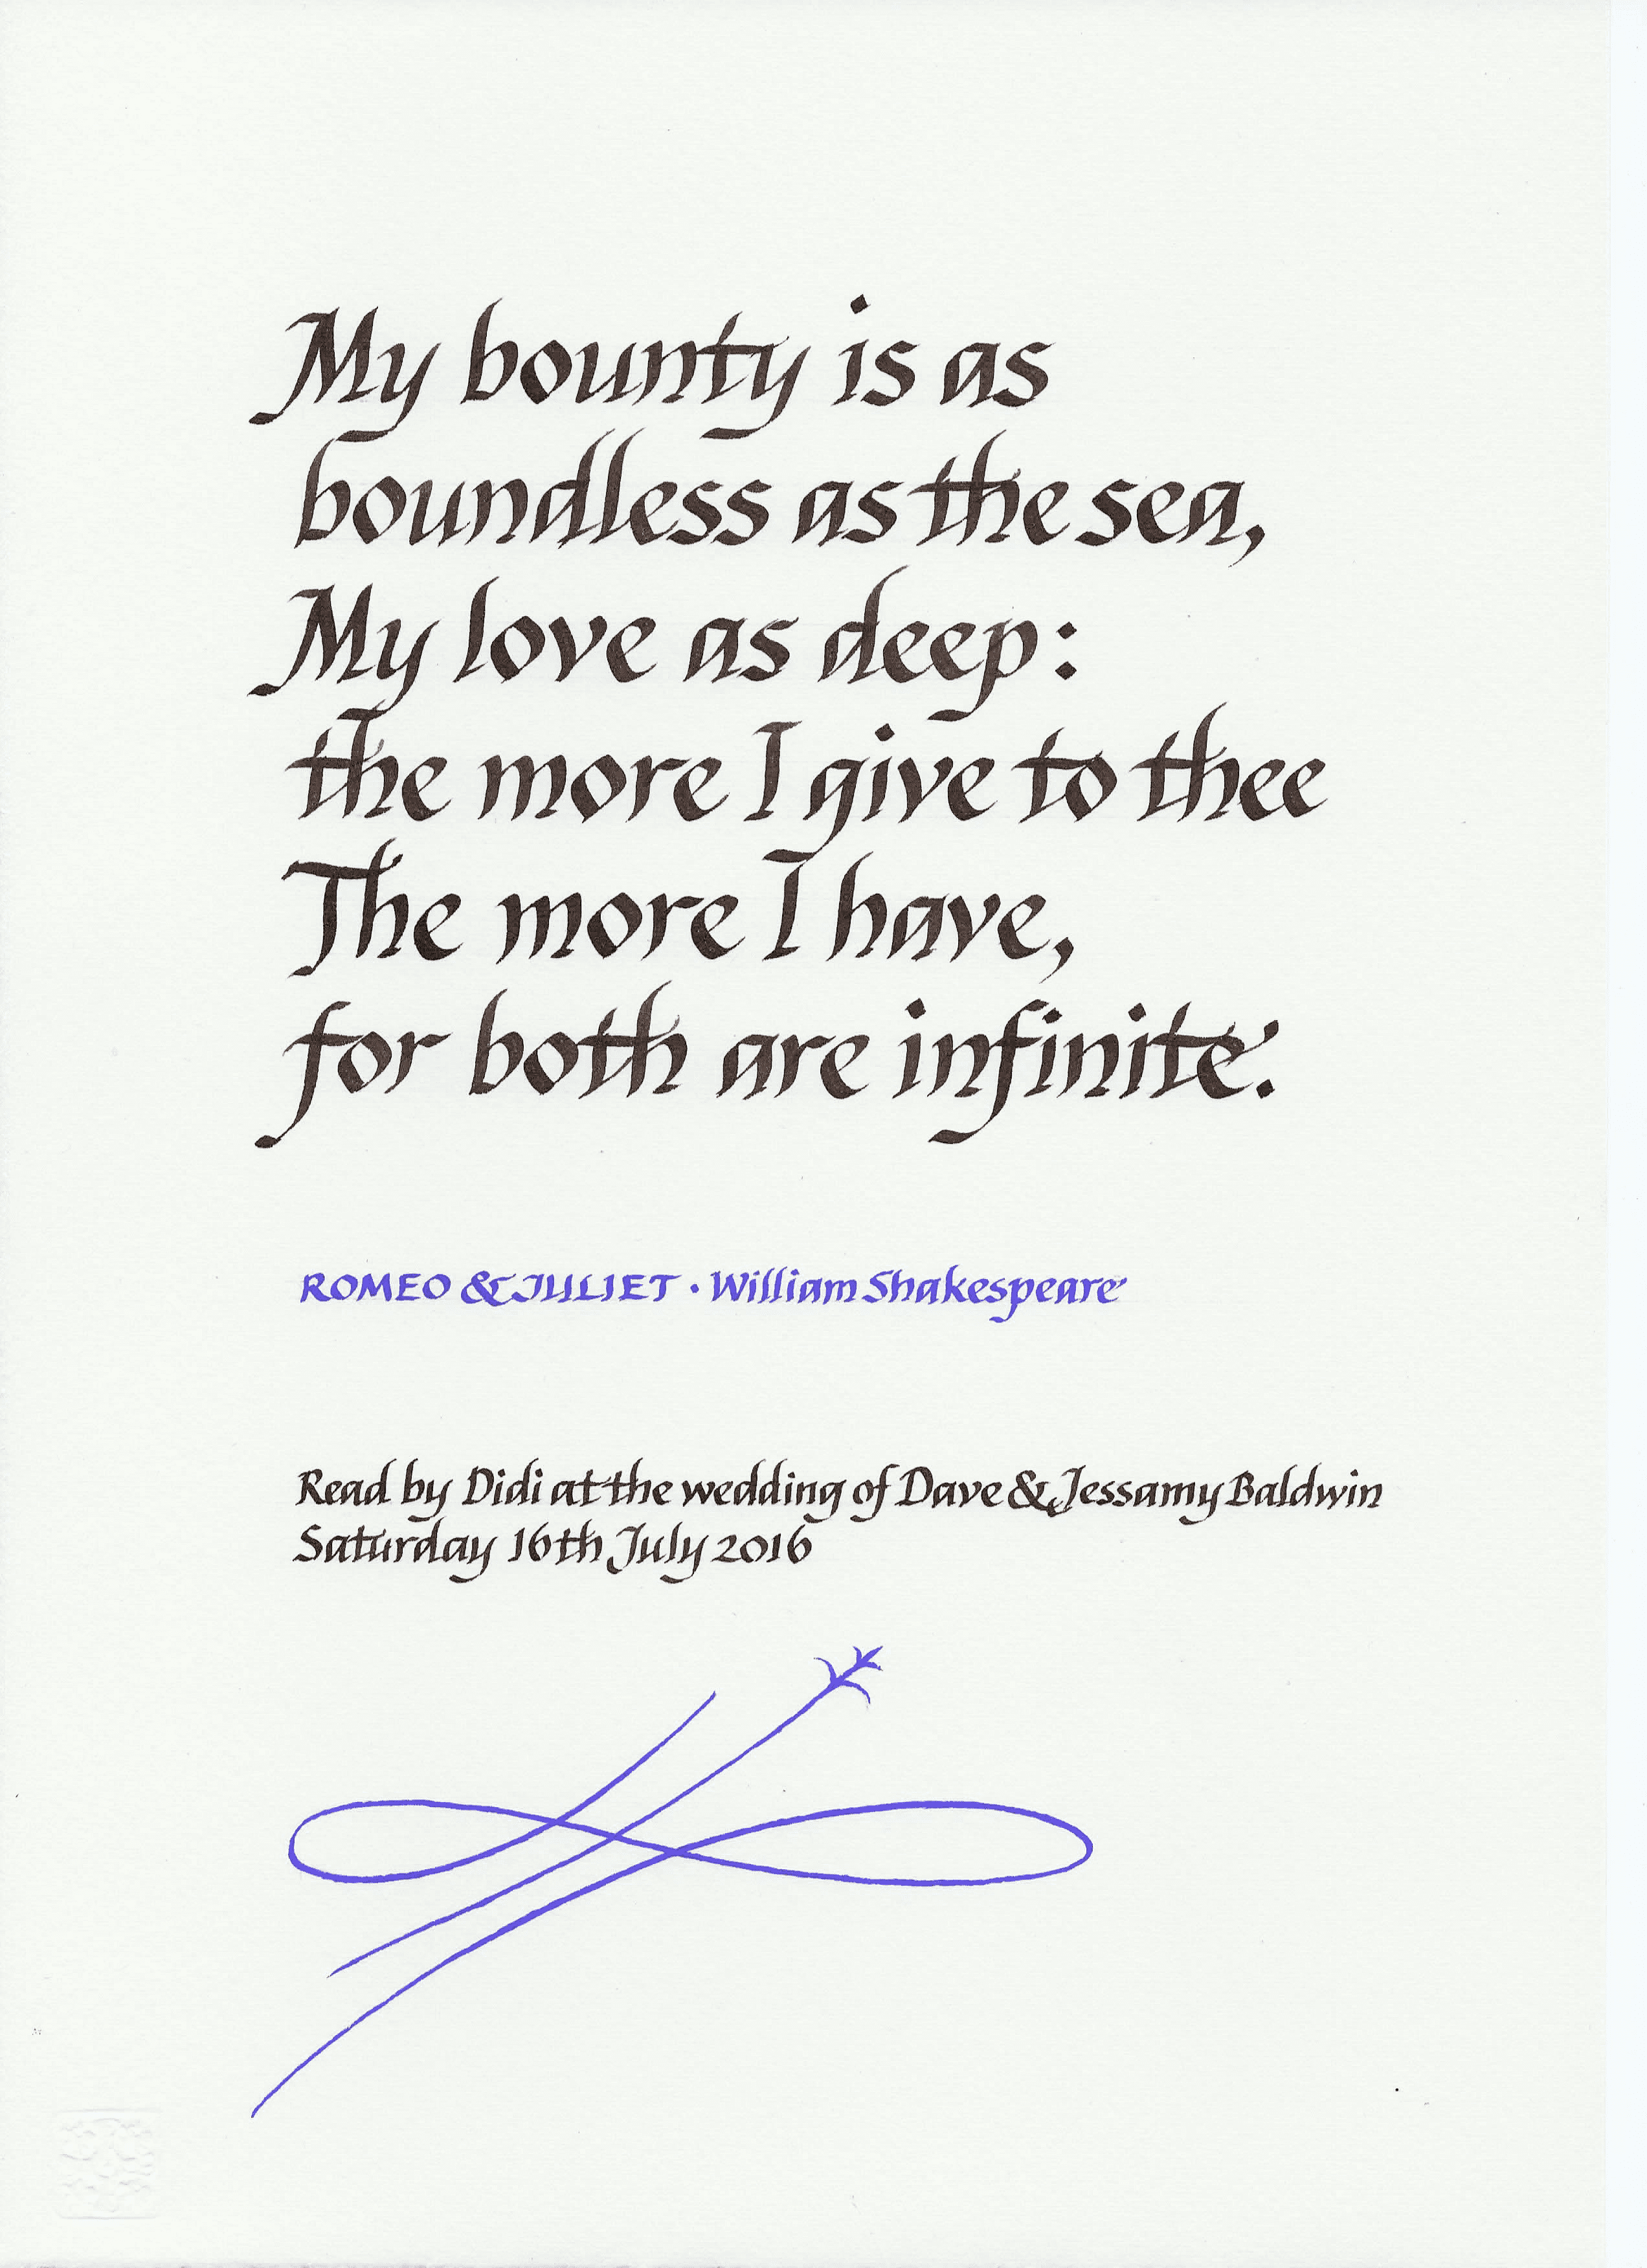 My bounty is as
boundless as the sea,
My love as deep:
the more I give to thee
The more I have,
for both are infinite.
ROMEO & JULIET · William Shakespeare
Read by Didi at the wedding of Dave & Jessamy Baldwin
Saturday 16th July 2016